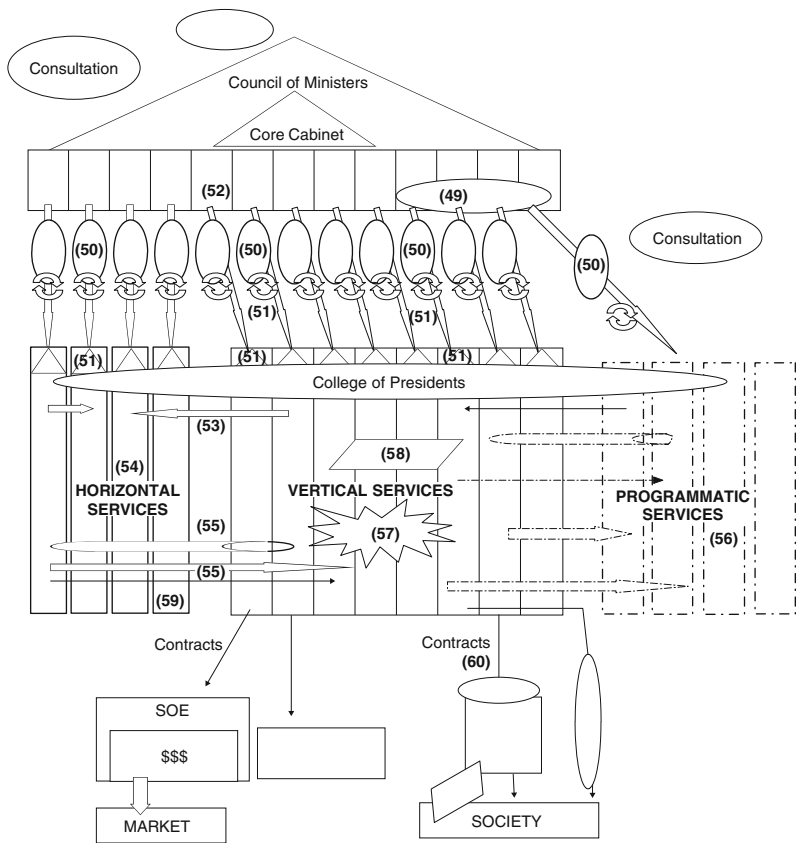 Consultation
Council of Ministers
Core Cabinet
(52)
(49)
Consultation
(50)
(50)
(50)
(50)
(51)
(51)
(51)
(51)
(51)
College of Presidents
(53)
(58)
(54)
HORIZONTAL
SERVICES
VERTICAL SERVICES
PROGRAMMATIC
SERVICES
(55)
(57)
(56)
(55)
(59)
Contracts
Contracts
(60)
SOE
$$$
MARKET
SOCIETY